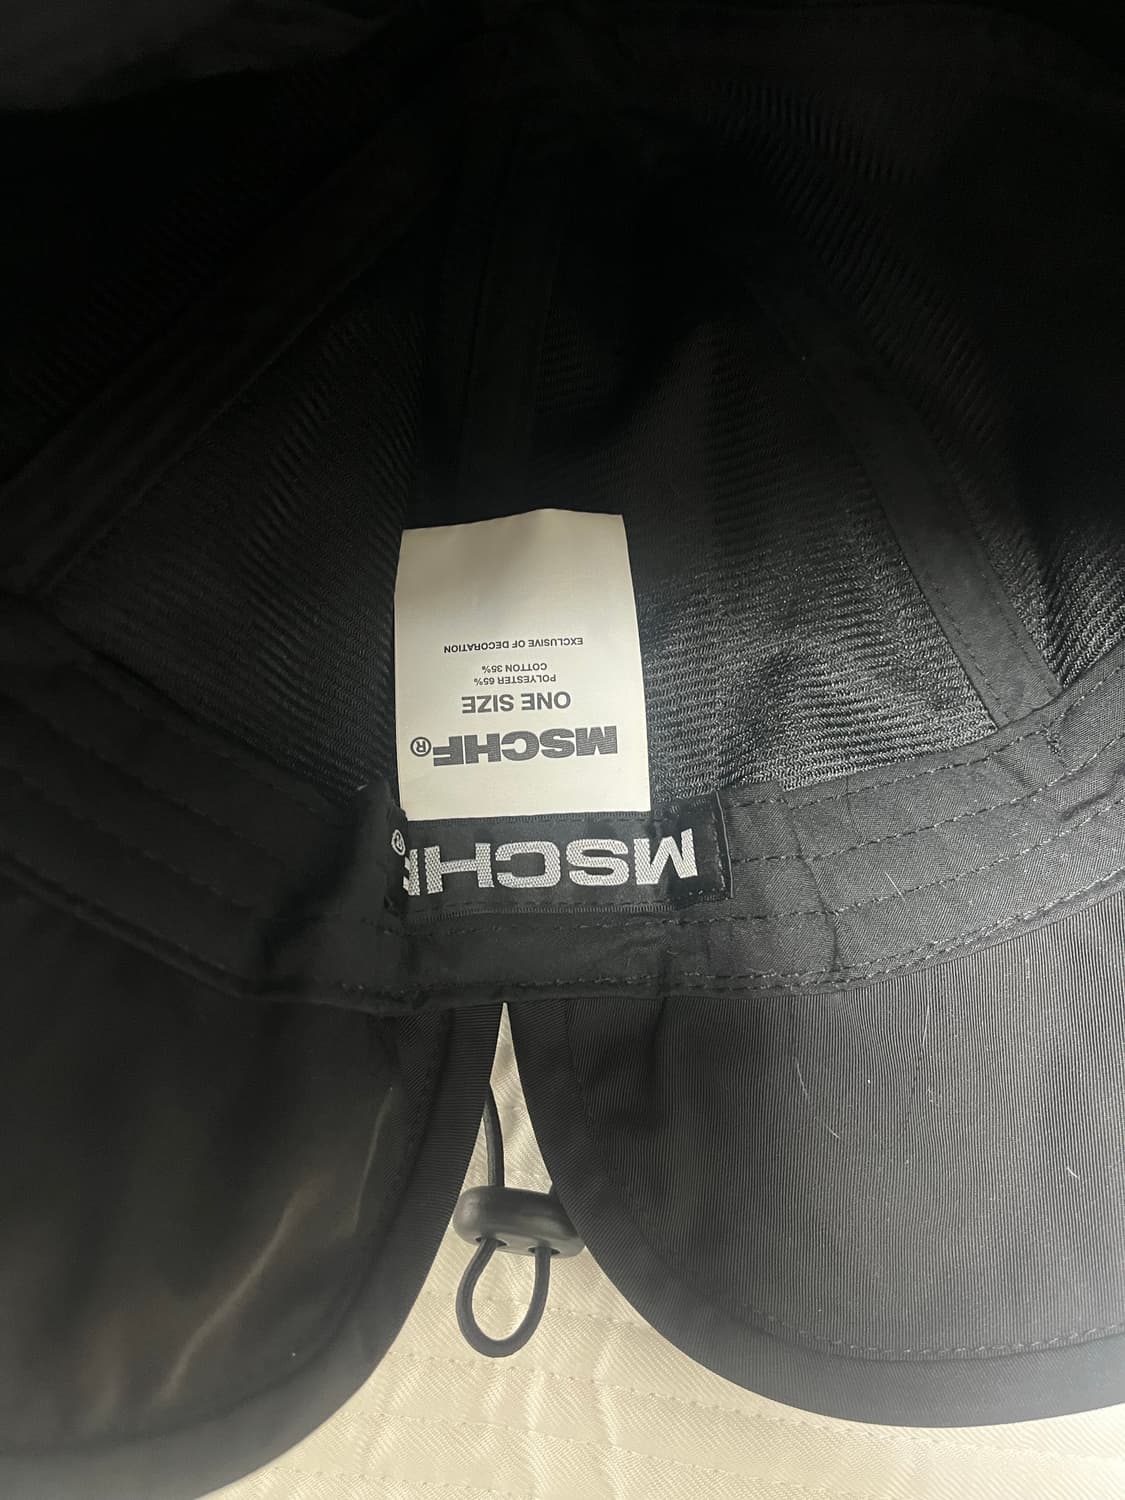 MSCHF®
MSCHF®
ONE SIZE
POLYESTER 65%
COTTON 35%
EXCLUSIVE OF DECORATION